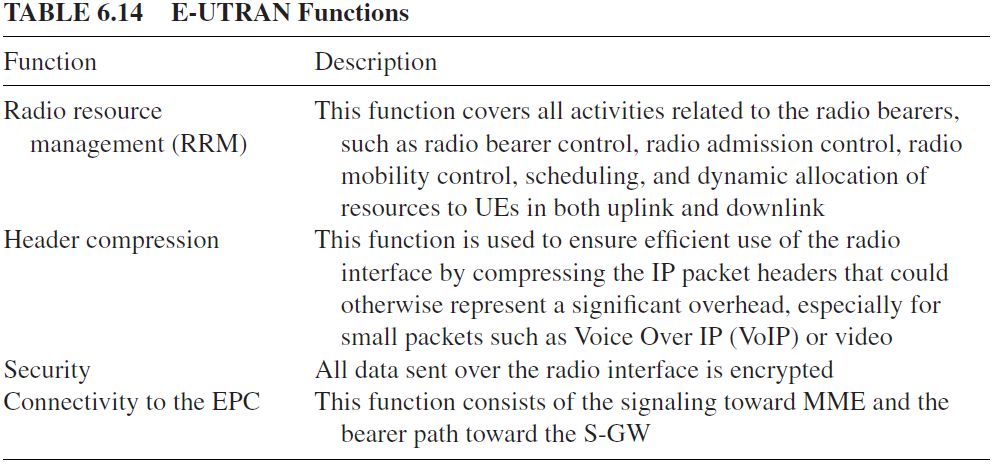 TABLE 6.14 E-UTRAN Functions
Function Description
Radio resource management (RRM) This function covers all activities related to the radio bearers, such as radio bearer control, radio admission control, radio mobility control, scheduling, and dynamic allocation of resources to UEs in both uplink and downlink
Header compression This function is used to ensure efficient use of the radio interface by compressing the IP packet headers that could otherwise represent a significant overhead, especially for small packets such as Voice Over IP (VoIP) or video
Security All data sent over the radio interface is encrypted
Connectivity to the EPC This function consists of the signaling toward MME and the bearer path toward the S-GW